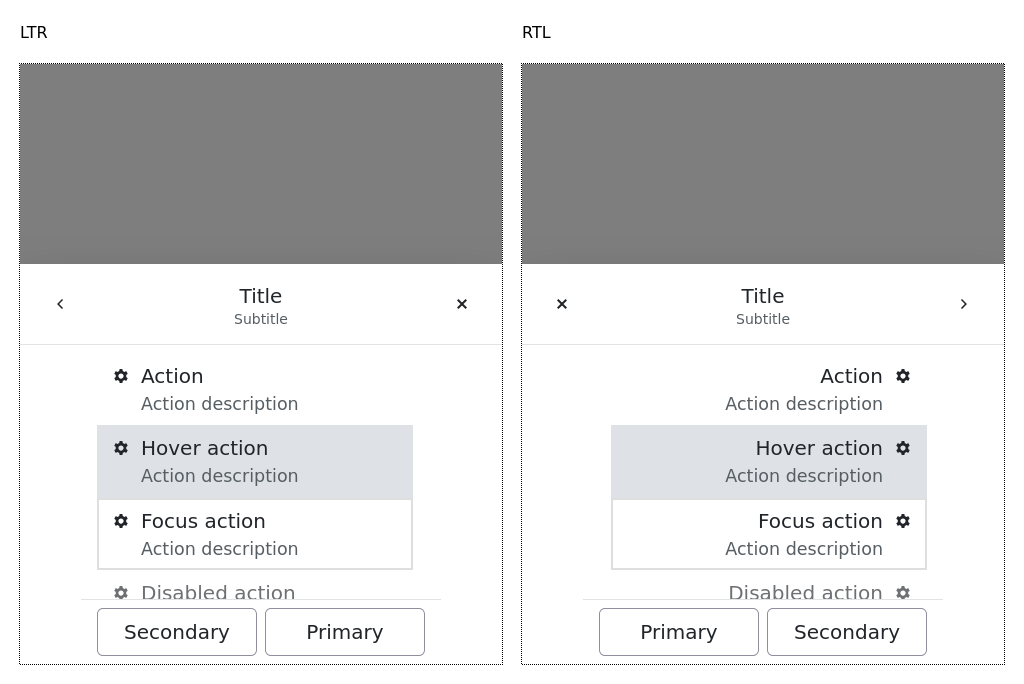 LTR
Title
Subtitle
Action
Action description
Hover action
Action description
Focus action
Action description
Disabled action
Secondary
Primary
RTL
Title
Subtitle
Action
Action description
Hover action
Action description
Focus action
Action description
Disabled action
Primary
Secondary